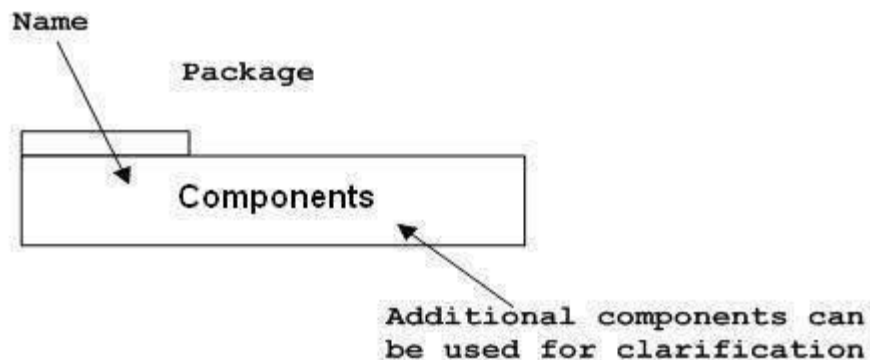 Name
Package
Components
Additional components can
be used for clarification